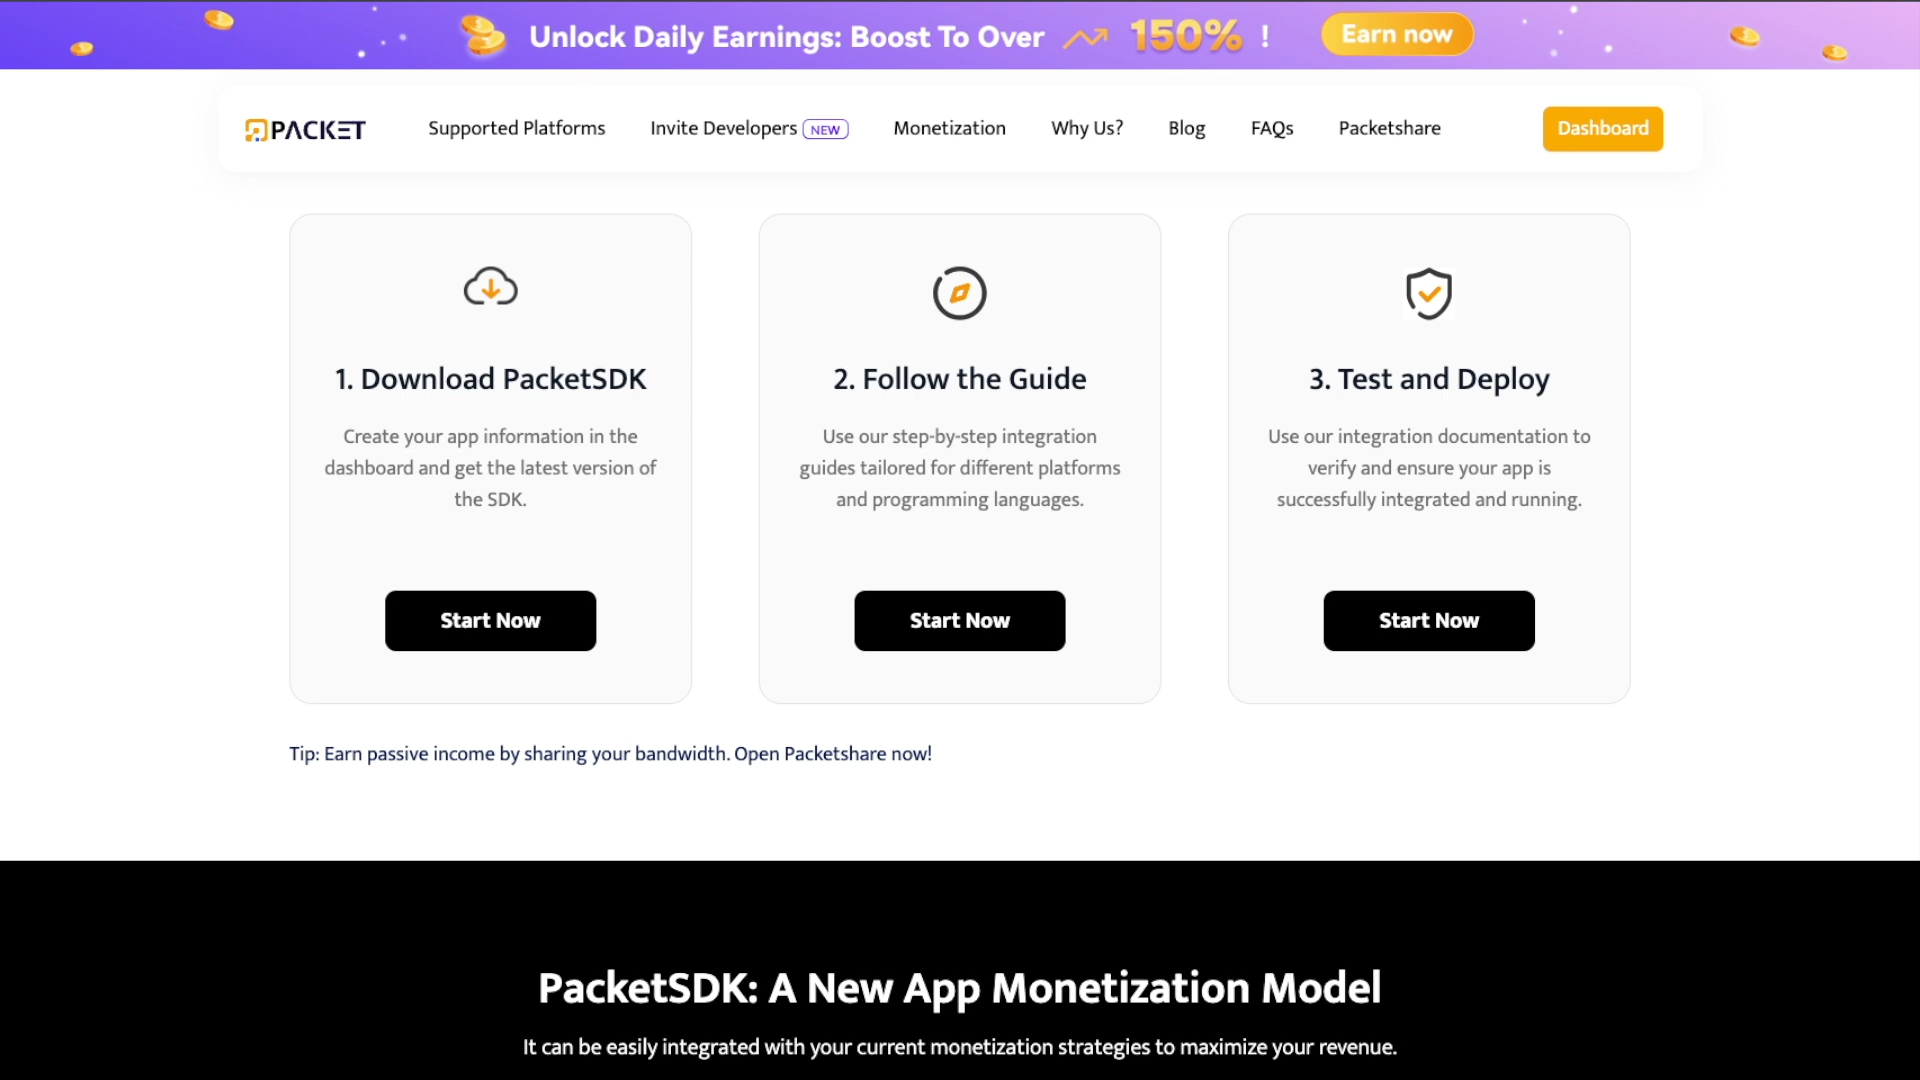 Unlock Daily Earnings: Boost To Over 150% !
Earn now
PACKET
Supported Platforms
Invite Developers NEW
Monetization
Why Us?
Blog
FAQs
Packetshare
Dashboard
1. Download PacketSDK
Create your app information in the
dashboard and get the latest version of
the SDK.
Start Now
2. Follow the Guide
Use our step-by-step integration
guides tailored for different platforms
and programming languages.
Start Now
3. Test and Deploy
Use our integration documentation to
verify and ensure your app is
successfully integrated and running.
Start Now
Tip: Earn passive income by sharing your bandwidth. Open Packetshare now!
PacketSDK: A New App Monetization Model
It can be easily integrated with your current monetization strategies to maximize your revenue.